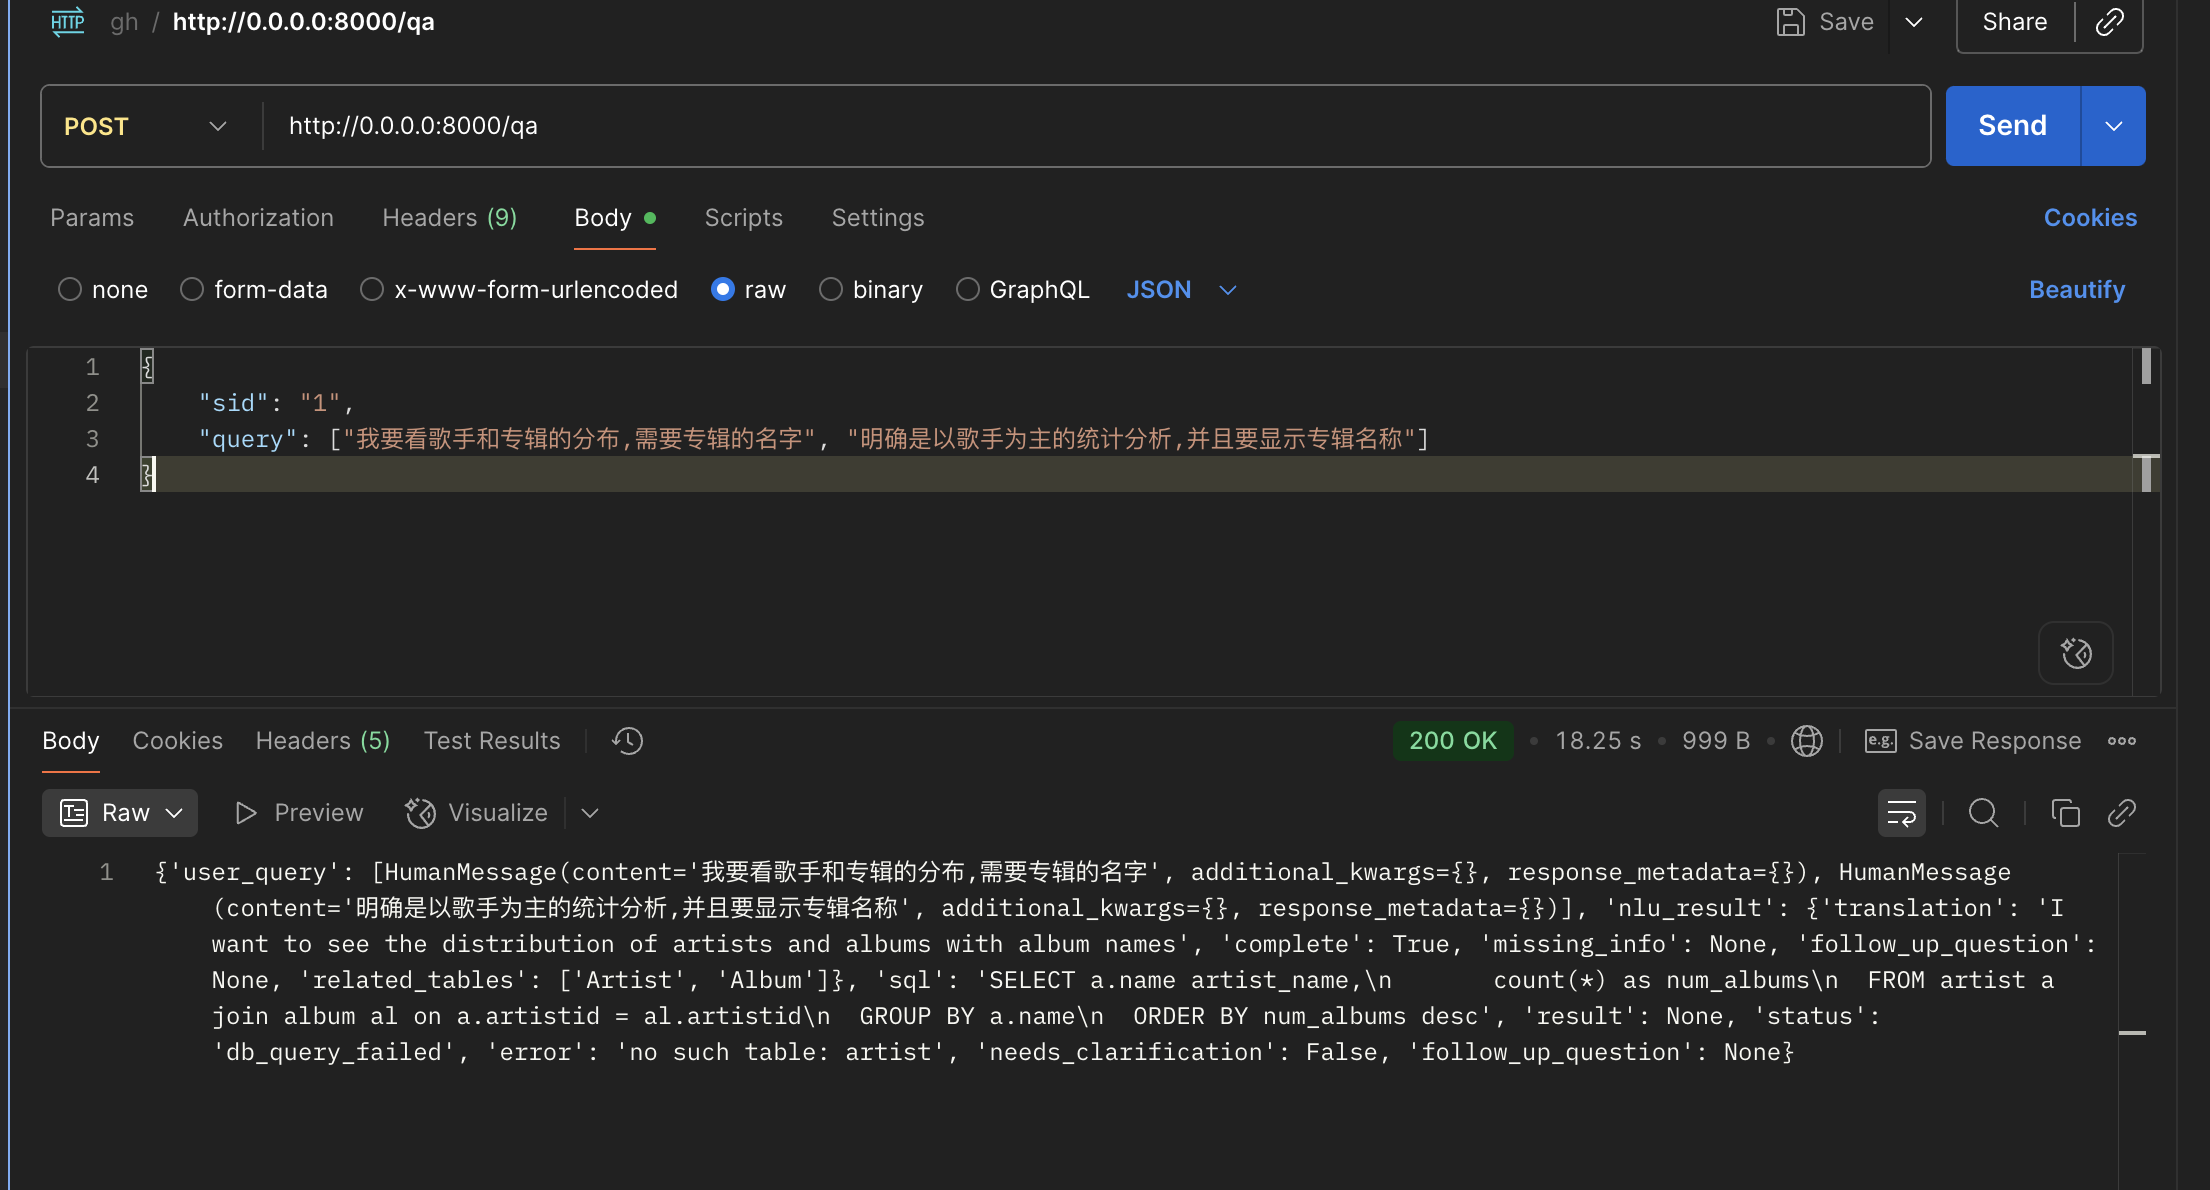 HTTP gh / http://0.0.0.0:8000/qa Save Share
POST http://0.0.0.0:8000/qa Send
Params Authorization Headers (9) Body Scripts Settings Cookies
none form-data x-www-form-urlencoded raw binary GraphQL JSON Beautify
1 {
2 "sid": "1",
3 "query": ["我要看歌手和专辑的分布,需要专辑的名字", "明确是以歌手为主的统计分析,并且要显示专辑名称"]
4 }
Body Cookies Headers (5) Test Results 200 OK 18.25 s 999 B e.g. Save Response
Raw Preview Visualize
1 {'user_query': [HumanMessage(content='我要看歌手和专辑的分布,需要专辑的名字', additional_kwargs={}, response_metadata={}), HumanMessage
(content='明确是以歌手为主的统计分析,并且要显示专辑名称', additional_kwargs={}, response_metadata={})], 'nlu_result': {'translation': 'I
want to see the distribution of artists and albums with album names', 'complete': True, 'missing_info': None, 'follow_up_question':
None, 'related_tables': ['Artist', 'Album']}, 'sql': 'SELECT a.name artist_name,\n       count(*) as num_albums\n  FROM artist a
join album al on a.artistid = al.artistid\n  GROUP BY a.name\n  ORDER BY num_albums desc', 'result': None, 'status':
'db_query_failed', 'error': 'no such table: artist', 'needs_clarification': False, 'follow_up_question': None}